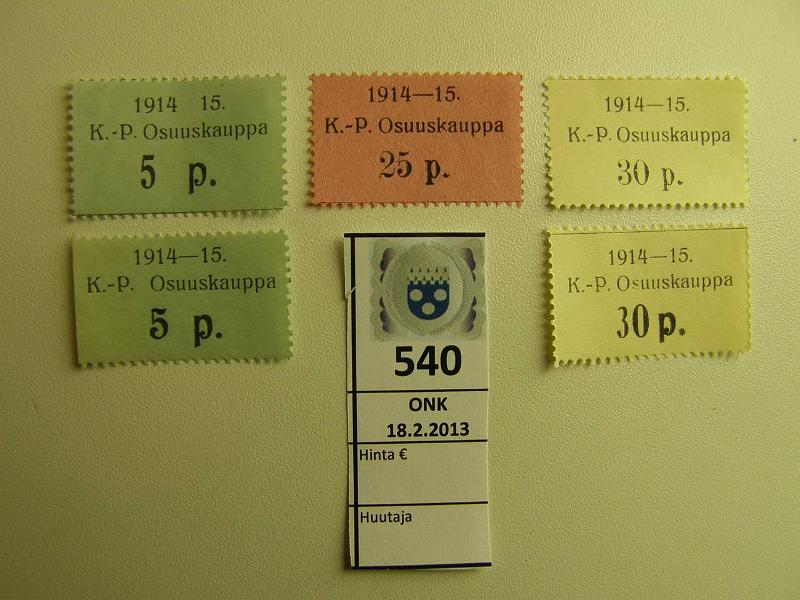 1914 15.
K.-P. Osuuskauppa
5 p.
1914—15.
K.-P. Osuuskauppa
25 p.
1914—15.
K.-P. Osuuskauppa
30 p.
1914—15.
K.-P. Osuuskauppa
5 p.
540
ONK
18.2.2013
Hinta €
Huutaja
1914—15.
K.-P. Osuuskauppa
30 p.